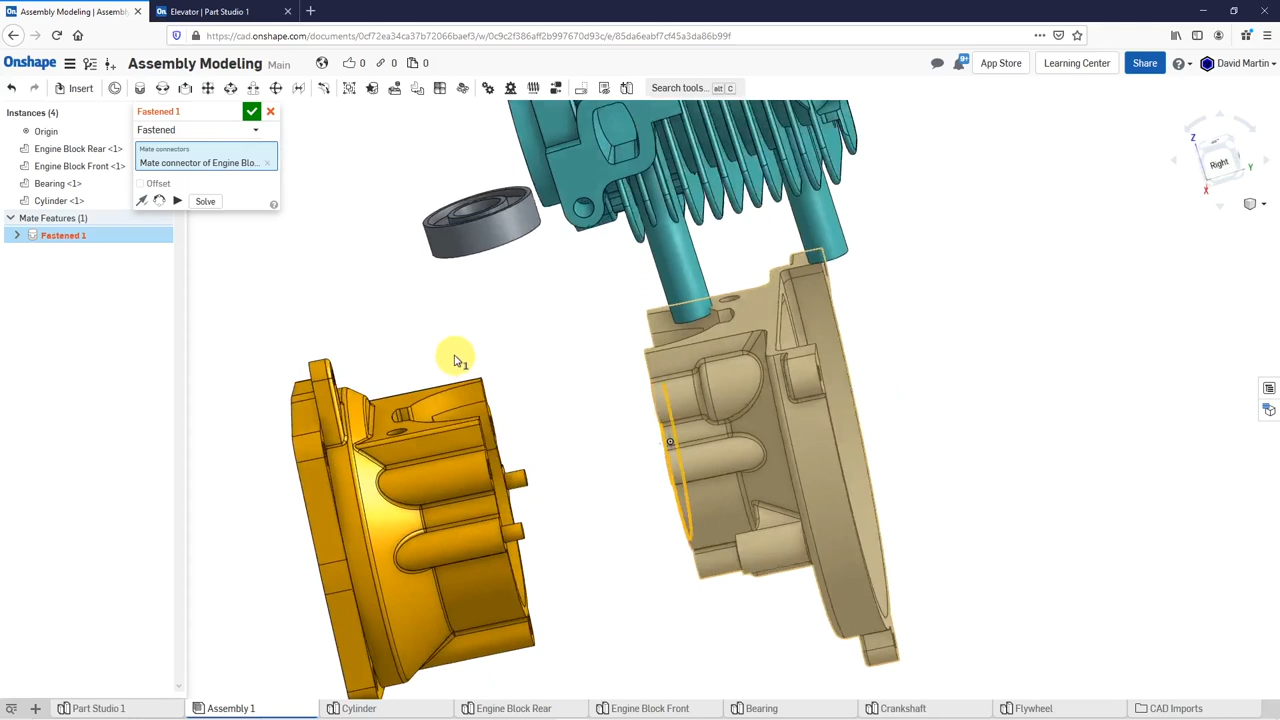 Assembly Modeling | Assembly
Elevator | Part Studio 1
https://cad.onshape.com/documents/0cf72ea34ca37b72066baef3/w/0c9c2f386aff2b997670d93c/e/85da6eabf7cf45a3da86b99f
Onshape
Assembly Modeling Main
0
0
0
9+
App Store
Learning Center
Share
David Martin
Insert
Search tools...
alt C
Instances (4)
Origin
Engine Block Rear <1>
Engine Block Front <1>
Bearing <1>
Cylinder <1>
Mate Features (1)
Fastened 1
Fastened 1
Fastened
Mate connectors
Mate connector of Engine Blo...
Offset
Solve
1
Z
Right
Y
X
Part Studio 1
Assembly 1
Cylinder
Engine Block Rear
Engine Block Front
Bearing
Crankshaft
Flywheel
CAD Imports